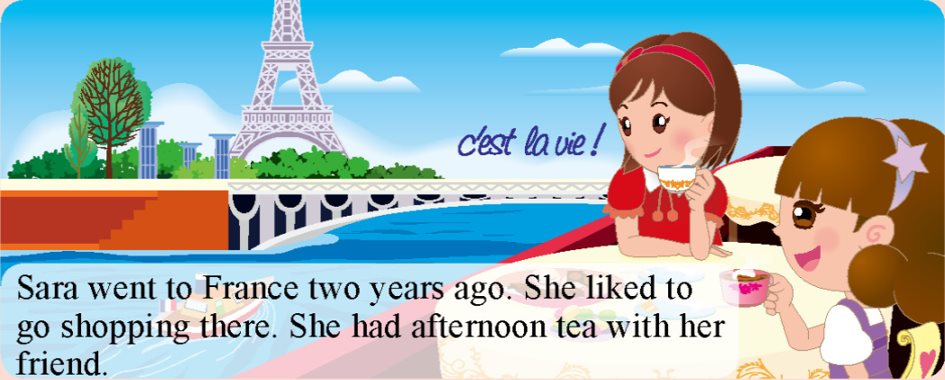 c'est la vie !
Sara went to France two years ago. She liked to
go shopping there. She had afternoon tea with her
friend.